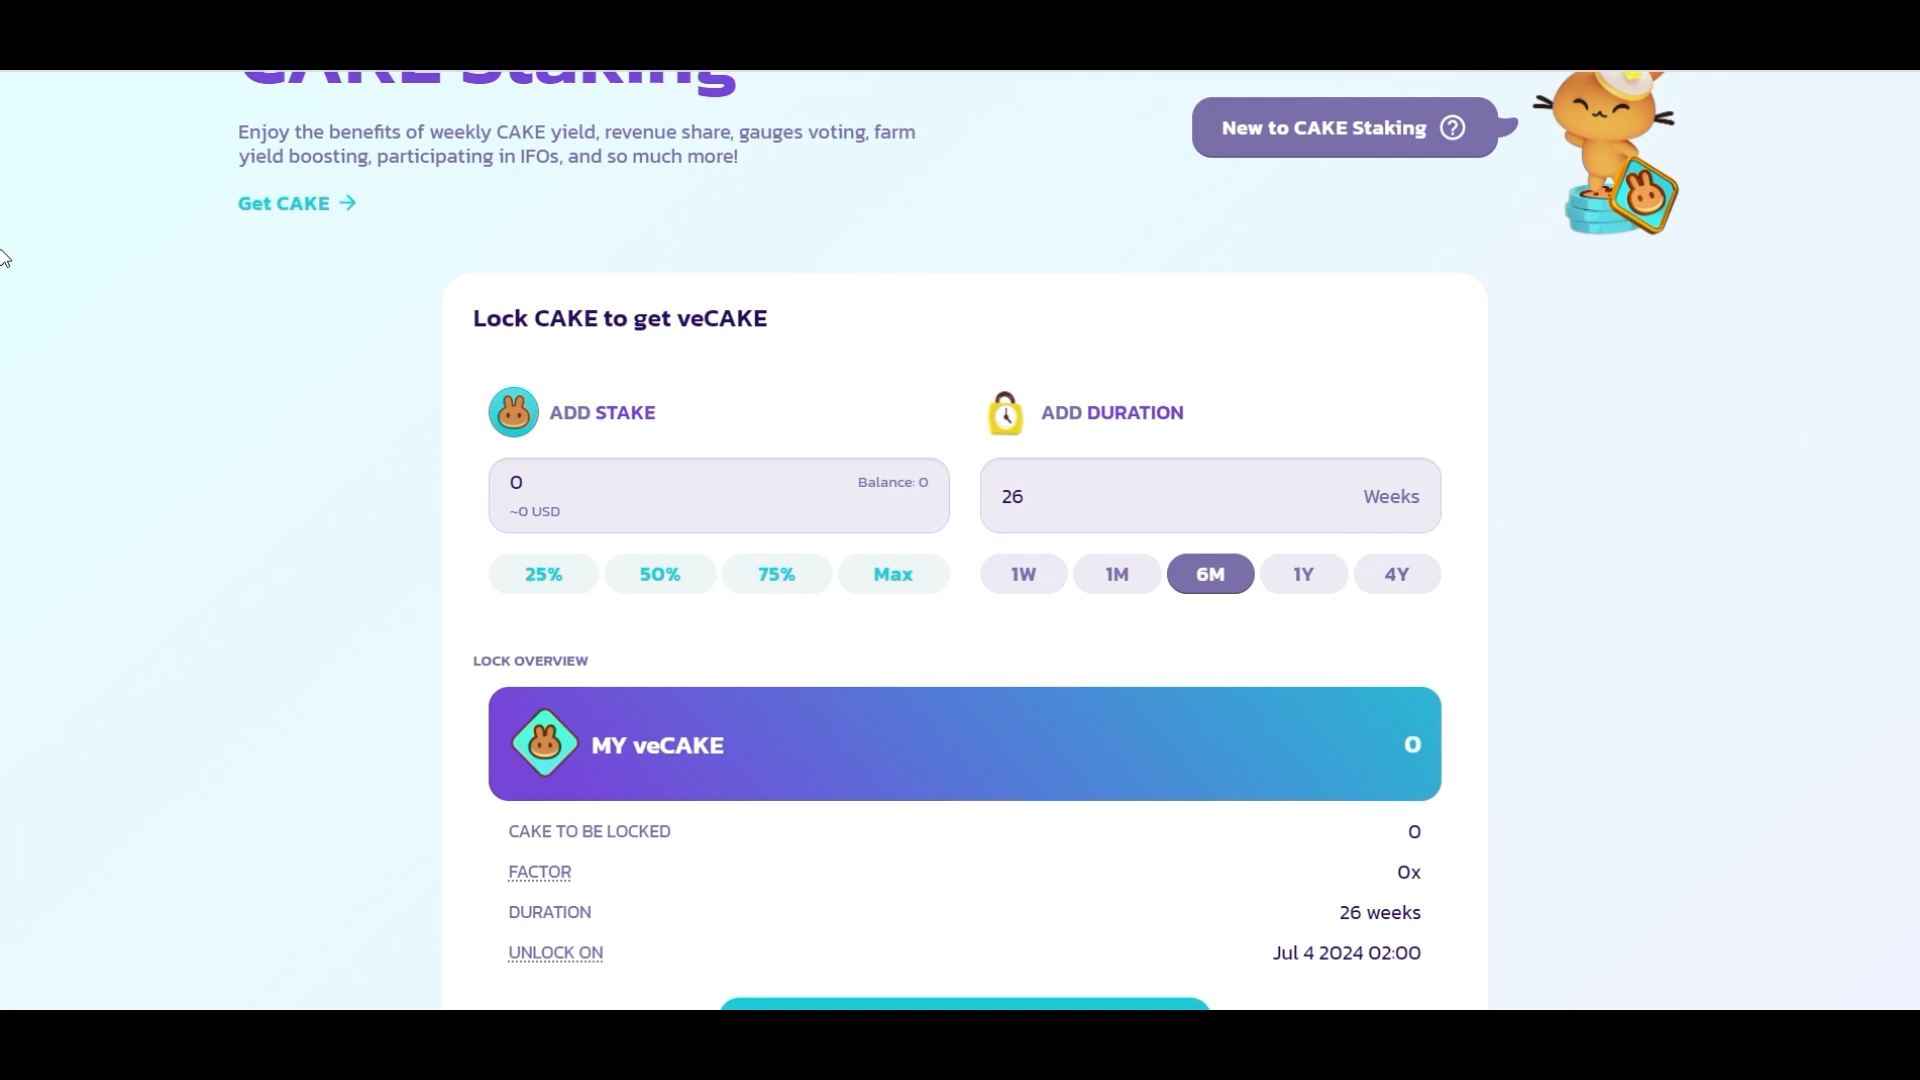 CAKE Staking
Enjoy the benefits of weekly CAKE yield, revenue share, gauges voting, farm
yield boosting, participating in IFOs, and so much more!
Get CAKE
New to CAKE Staking
Lock CAKE to get veCAKE
ADD STAKE
0
Balance: 0
~0 USD
25%
50%
75%
Max
ADD DURATION
26
Weeks
1W
1M
6M
1Y
4Y
LOCK OVERVIEW
MY veCAKE
0
CAKE TO BE LOCKED
0
FACTOR
0x
DURATION
26 weeks
UNLOCK ON
Jul 4 2024 02:00